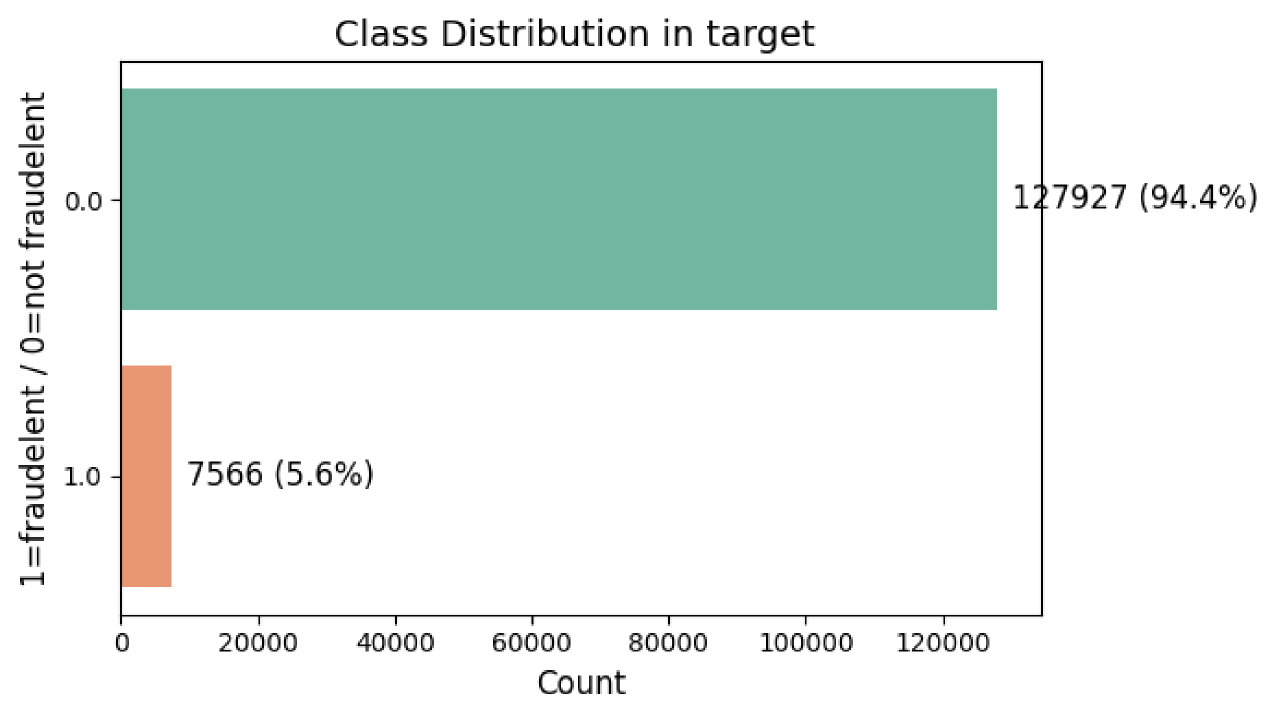 Class Distribution in target
1=fraudelent / 0=not fraudelent
0.0
127927 (94.4%)
1.0
7566 (5.6%)
0 20000 40000 60000 80000 100000 120000
Count